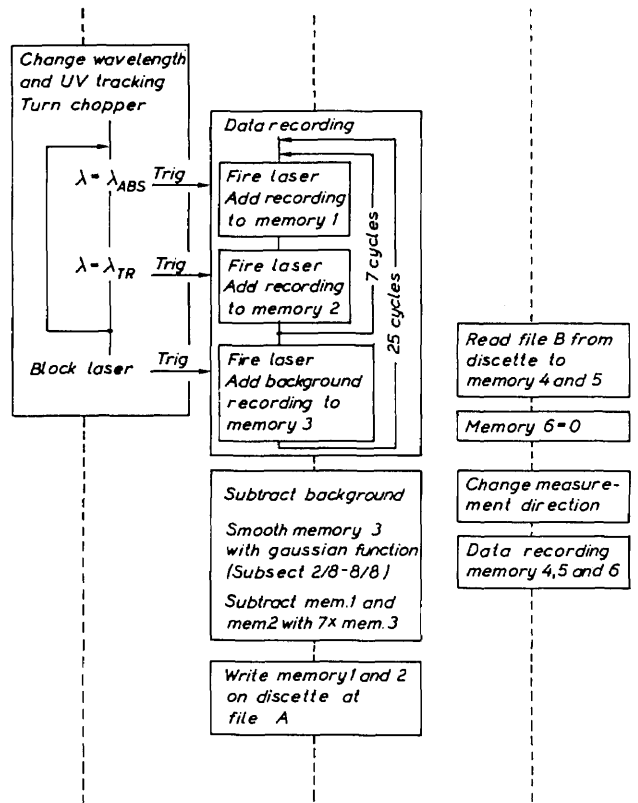 Change wavelength
and UV tracking
Turn chopper
λ = λABS
Trig
λ = λTR
Trig
Block laser
Trig
Data recording
Fire laser
Add recording
to memory 1
Fire laser
Add recording
to memory 2
Fire laser
Add background
recording to
memory 3
7 cycles
25 cycles
Subtract background
Smooth memory 3
with gaussian function
(Subsect 2/8-8/8)
Subtract mem.1 and
mem2 with 7x mem.3
Write memory 1 and 2
on discette at
file A
Read file B from
discette to
memory 4 and 5
Memory 6=0
Change measure-
ment direction
Data recording
memory 4,5 and 6